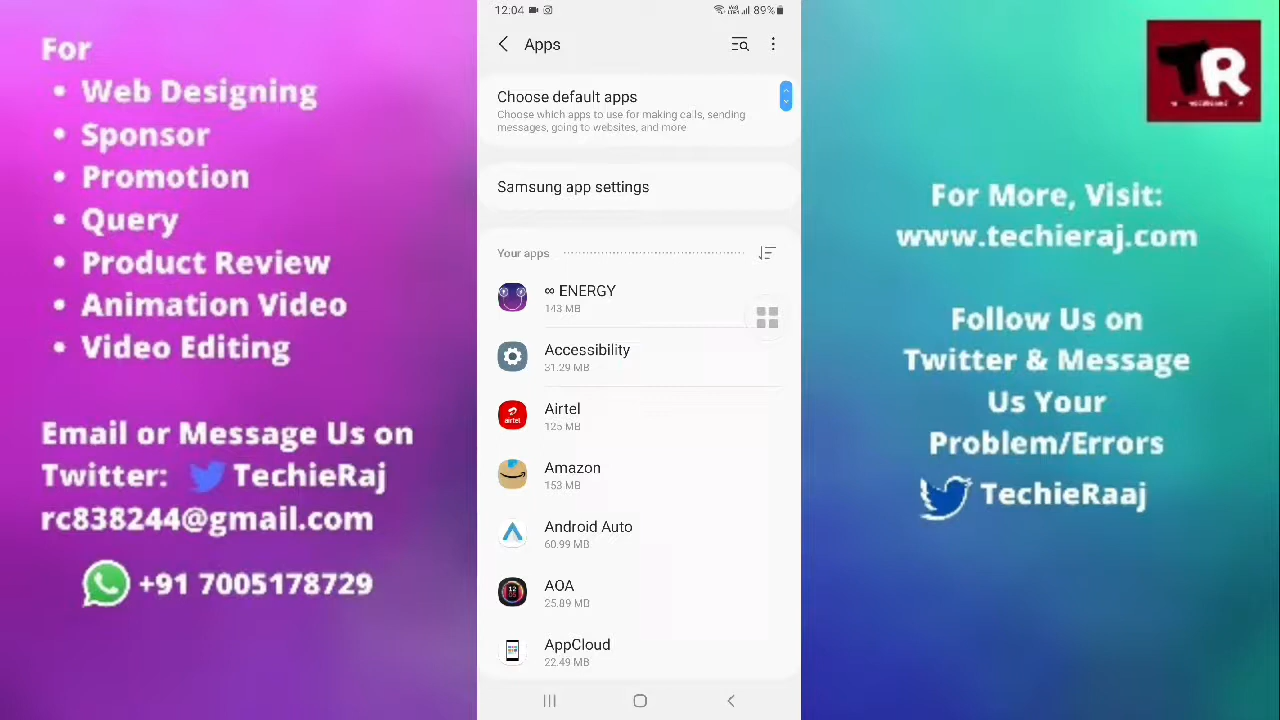 For
• Web Designing
• Sponsor
• Promotion
• Query
• Product Review
• Animation Video
• Video Editing
Email or Message Us on
Twitter: TechieRaj
rc838244@gmail.com
+91 7005178729
12:04
89%
Apps
Choose default apps
Choose which apps to use for making calls, sending
messages, going to websites, and more
Samsung app settings
Your apps
∞ ENERGY
143 MB
Accessibility
31.29 MB
airtel
Airtel
125 MB
Amazon
153 MB
Android Auto
60.99 MB
AOA
25.89 MB
AppCloud
22.49 MB
TR
For More, Visit:
www.techieraj.com
Follow Us on
Twitter & Message
Us Your
Problem/Errors
TechieRaaj